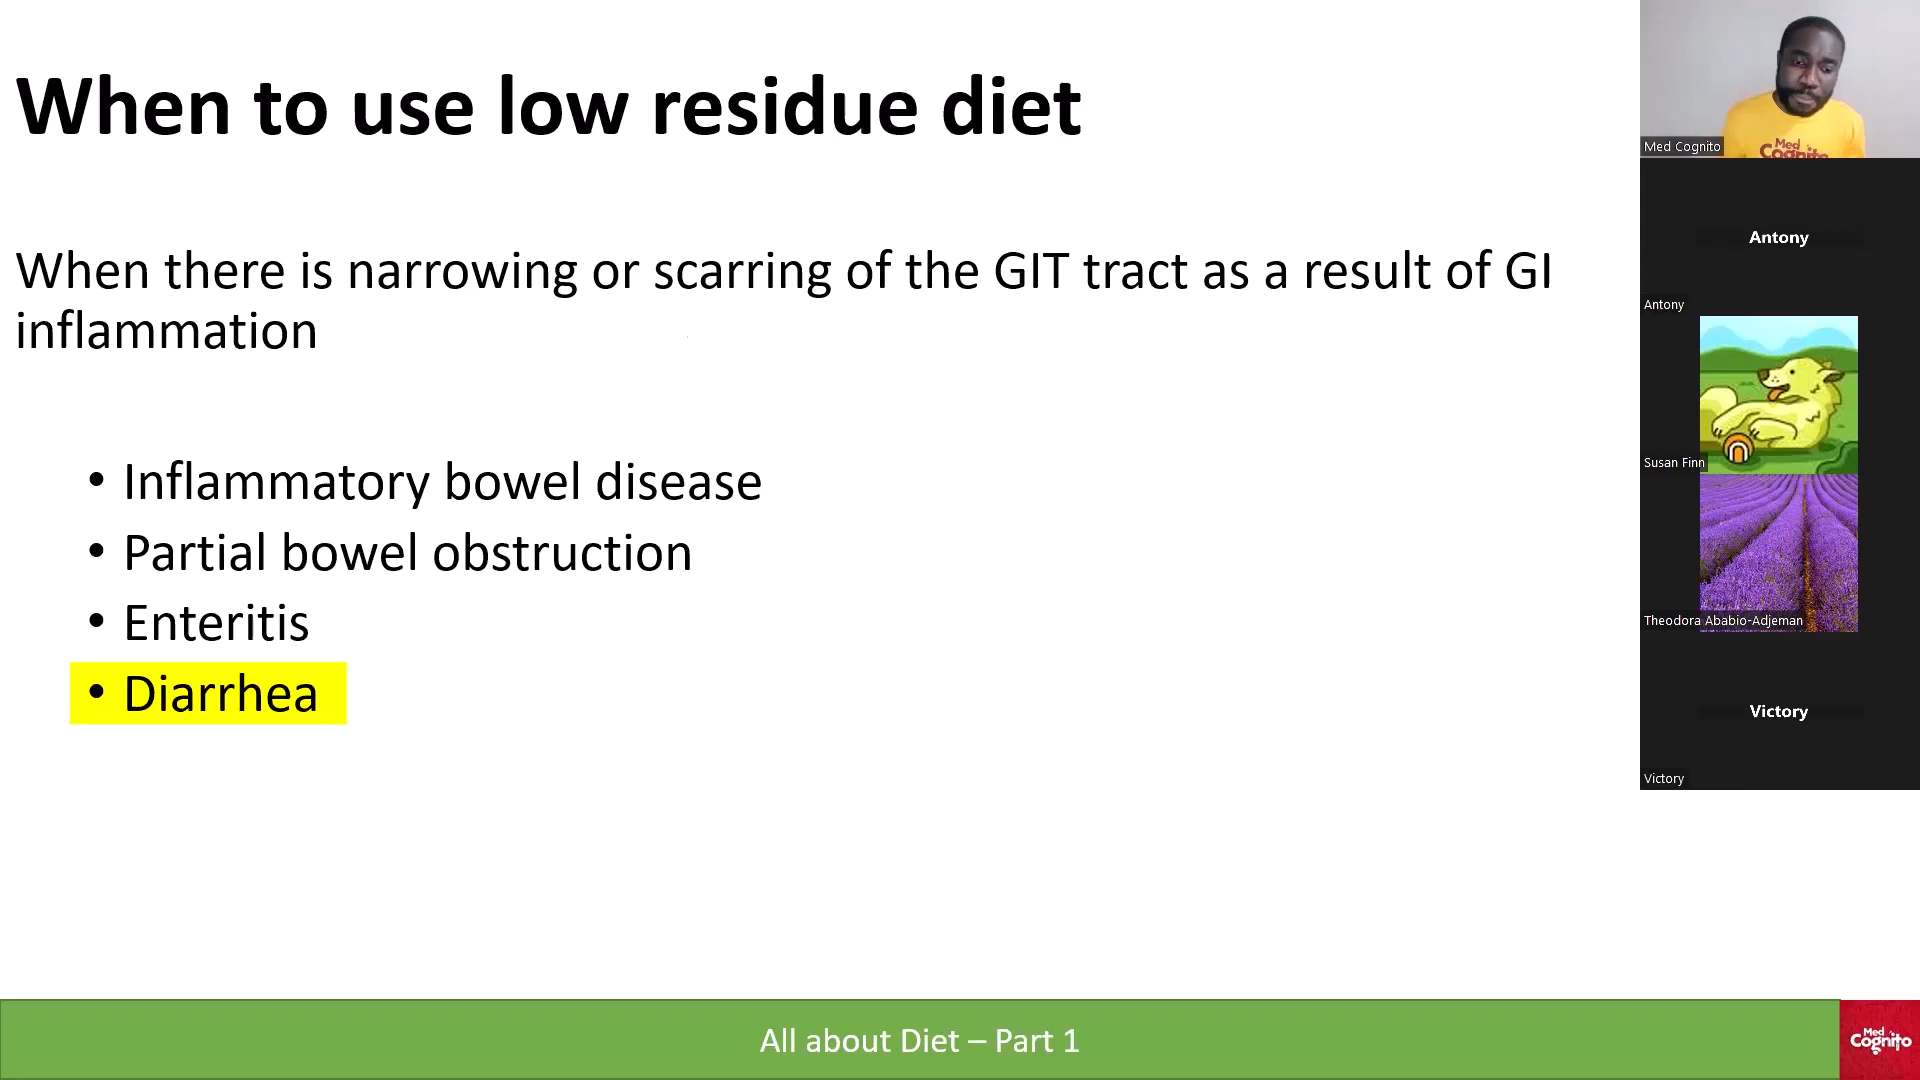 When to use low residue diet
When there is narrowing or scarring of the GIT tract as a result of GI
inflammation
• Inflammatory bowel disease
• Partial bowel obstruction
• Enteritis
• Diarrhea
All about Diet – Part 1
Med
Cognito
Med
Cognito
Med Cognito
Antony
Antony
Susan Finn
Theodora Ababio-Adjeman
Victory
Victory